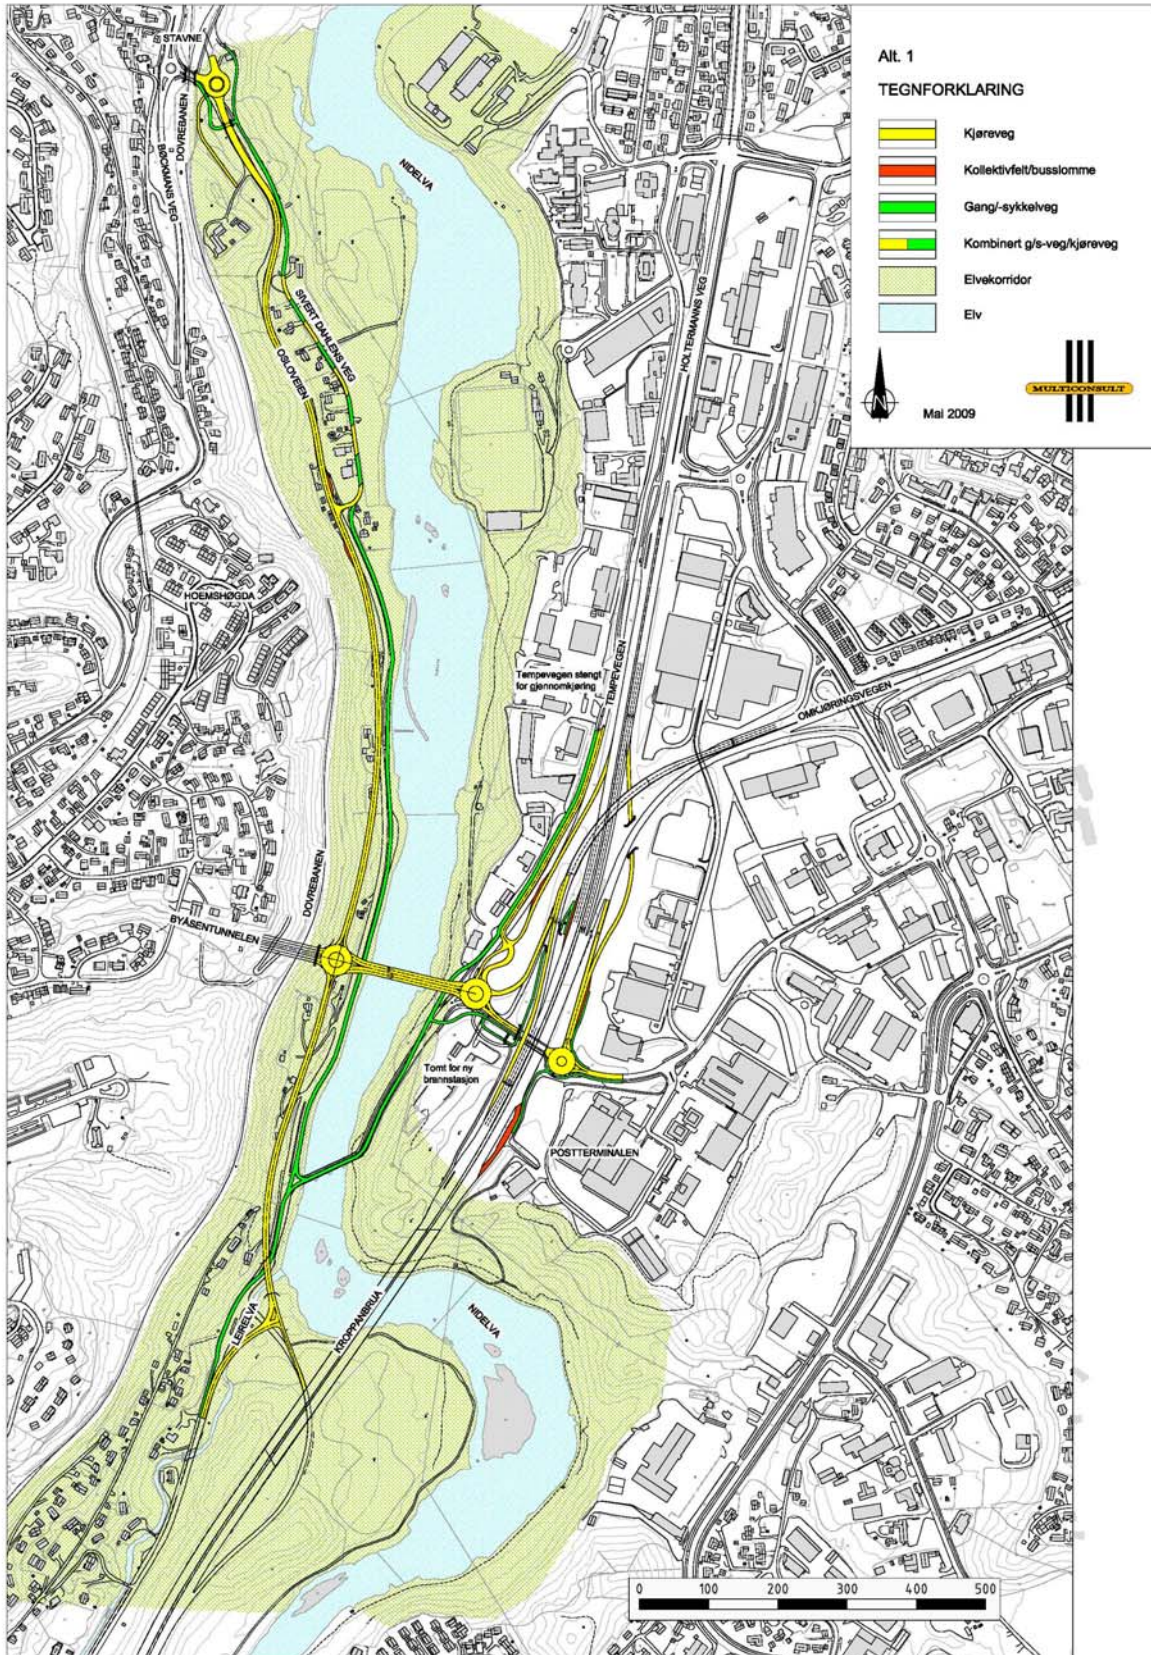 Alt. 1
TEGNFORKLARING
Kjøreveg
Kollektivfelt/busslomme
Gang/-sykkelveg
Kombinert g/s-veg/kjøreveg
Elvekorridor
Elv
N
Mai 2009
MULTICONSULT
STAVNE
DOVREBANEN
BØCKMANS VEG
NIDELVA
HOLTERMANNS VEG
SIVERT DAHLENS VEG
OSLOVEIEN
HOEMSHØGDA
Tempevegen stengt
for gjennomkjøring
TEMPEVEGEN
OMKJØRINGSVEGEN
DOVREBANEN
BYÅSENTUNNELEN
Tomt for ny
brannstasjon
POSTTERMINALEN
LEIRELVA
KROPPANBRUA
NIDELVA
0 100 200 300 400 500